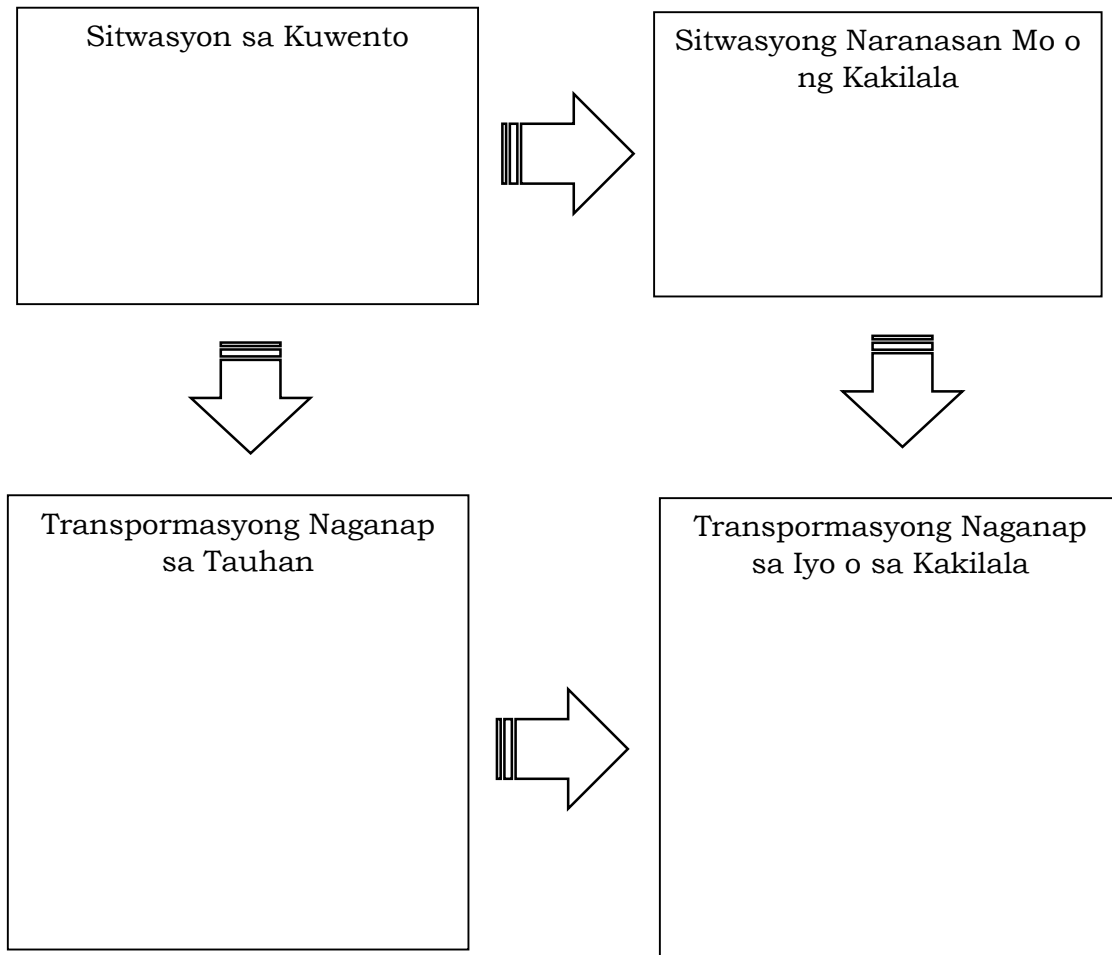 Sitwasyon sa Kuwento
Sitwasyong Naranasan Mo o
ng Kakilala
Transpormasyong Naganap
sa Tauhan
Transpormasyong Naganap
sa Iyo o sa Kakilala